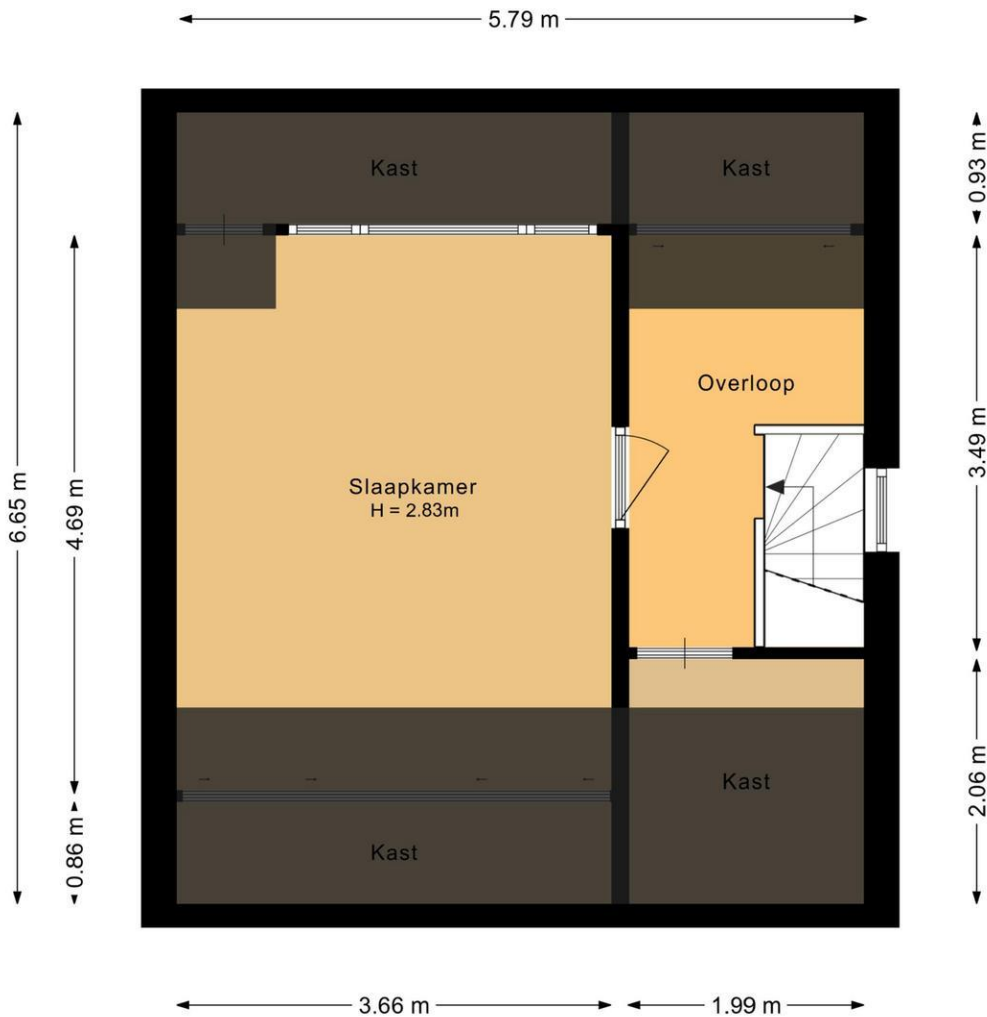 5.79 m
Kast
Kast
0.93 m
Overloop
3.49 m
6.65 m
4.69 m
Slaapkamer
H = 2.83m
Kast
2.06 m
0.86 m
Kast
3.66 m
1.99 m